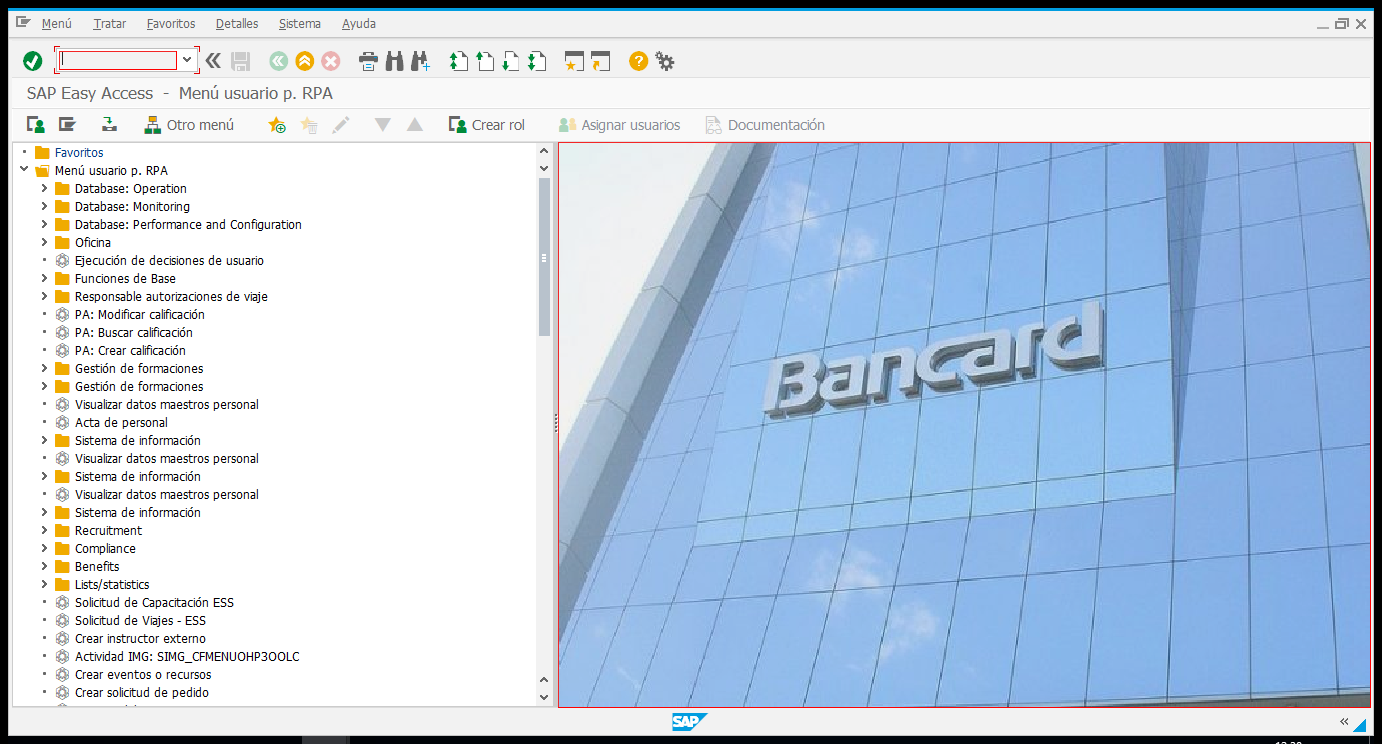 Menú Tratar Favoritos Detalles Sistema Ayuda
SAP Easy Access - Menú usuario p. RPA
Otro menú Crear rol Asignar usuarios Documentación
Favoritos
Menú usuario p. RPA
Database: Operation
Database: Monitoring
Database: Performance and Configuration
Oficina
Ejecución de decisiones de usuario
Funciones de Base
Responsable autorizaciones de viaje
PA: Modificar calificación
PA: Buscar calificación
PA: Crear calificación
Gestión de formaciones
Gestión de formaciones
Visualizar datos maestros personal
Acta de personal
Sistema de información
Visualizar datos maestros personal
Sistema de información
Visualizar datos maestros personal
Sistema de información
Recruitment
Compliance
Benefits
Lists/statistics
Solicitud de Capacitación ESS
Solicitud de Viajes - ESS
Crear instructor externo
Actividad IMG: SIMG_CFMENUOHP3OOLC
Crear eventos o recursos
Crear solicitud de pedido
Bancard
SAP